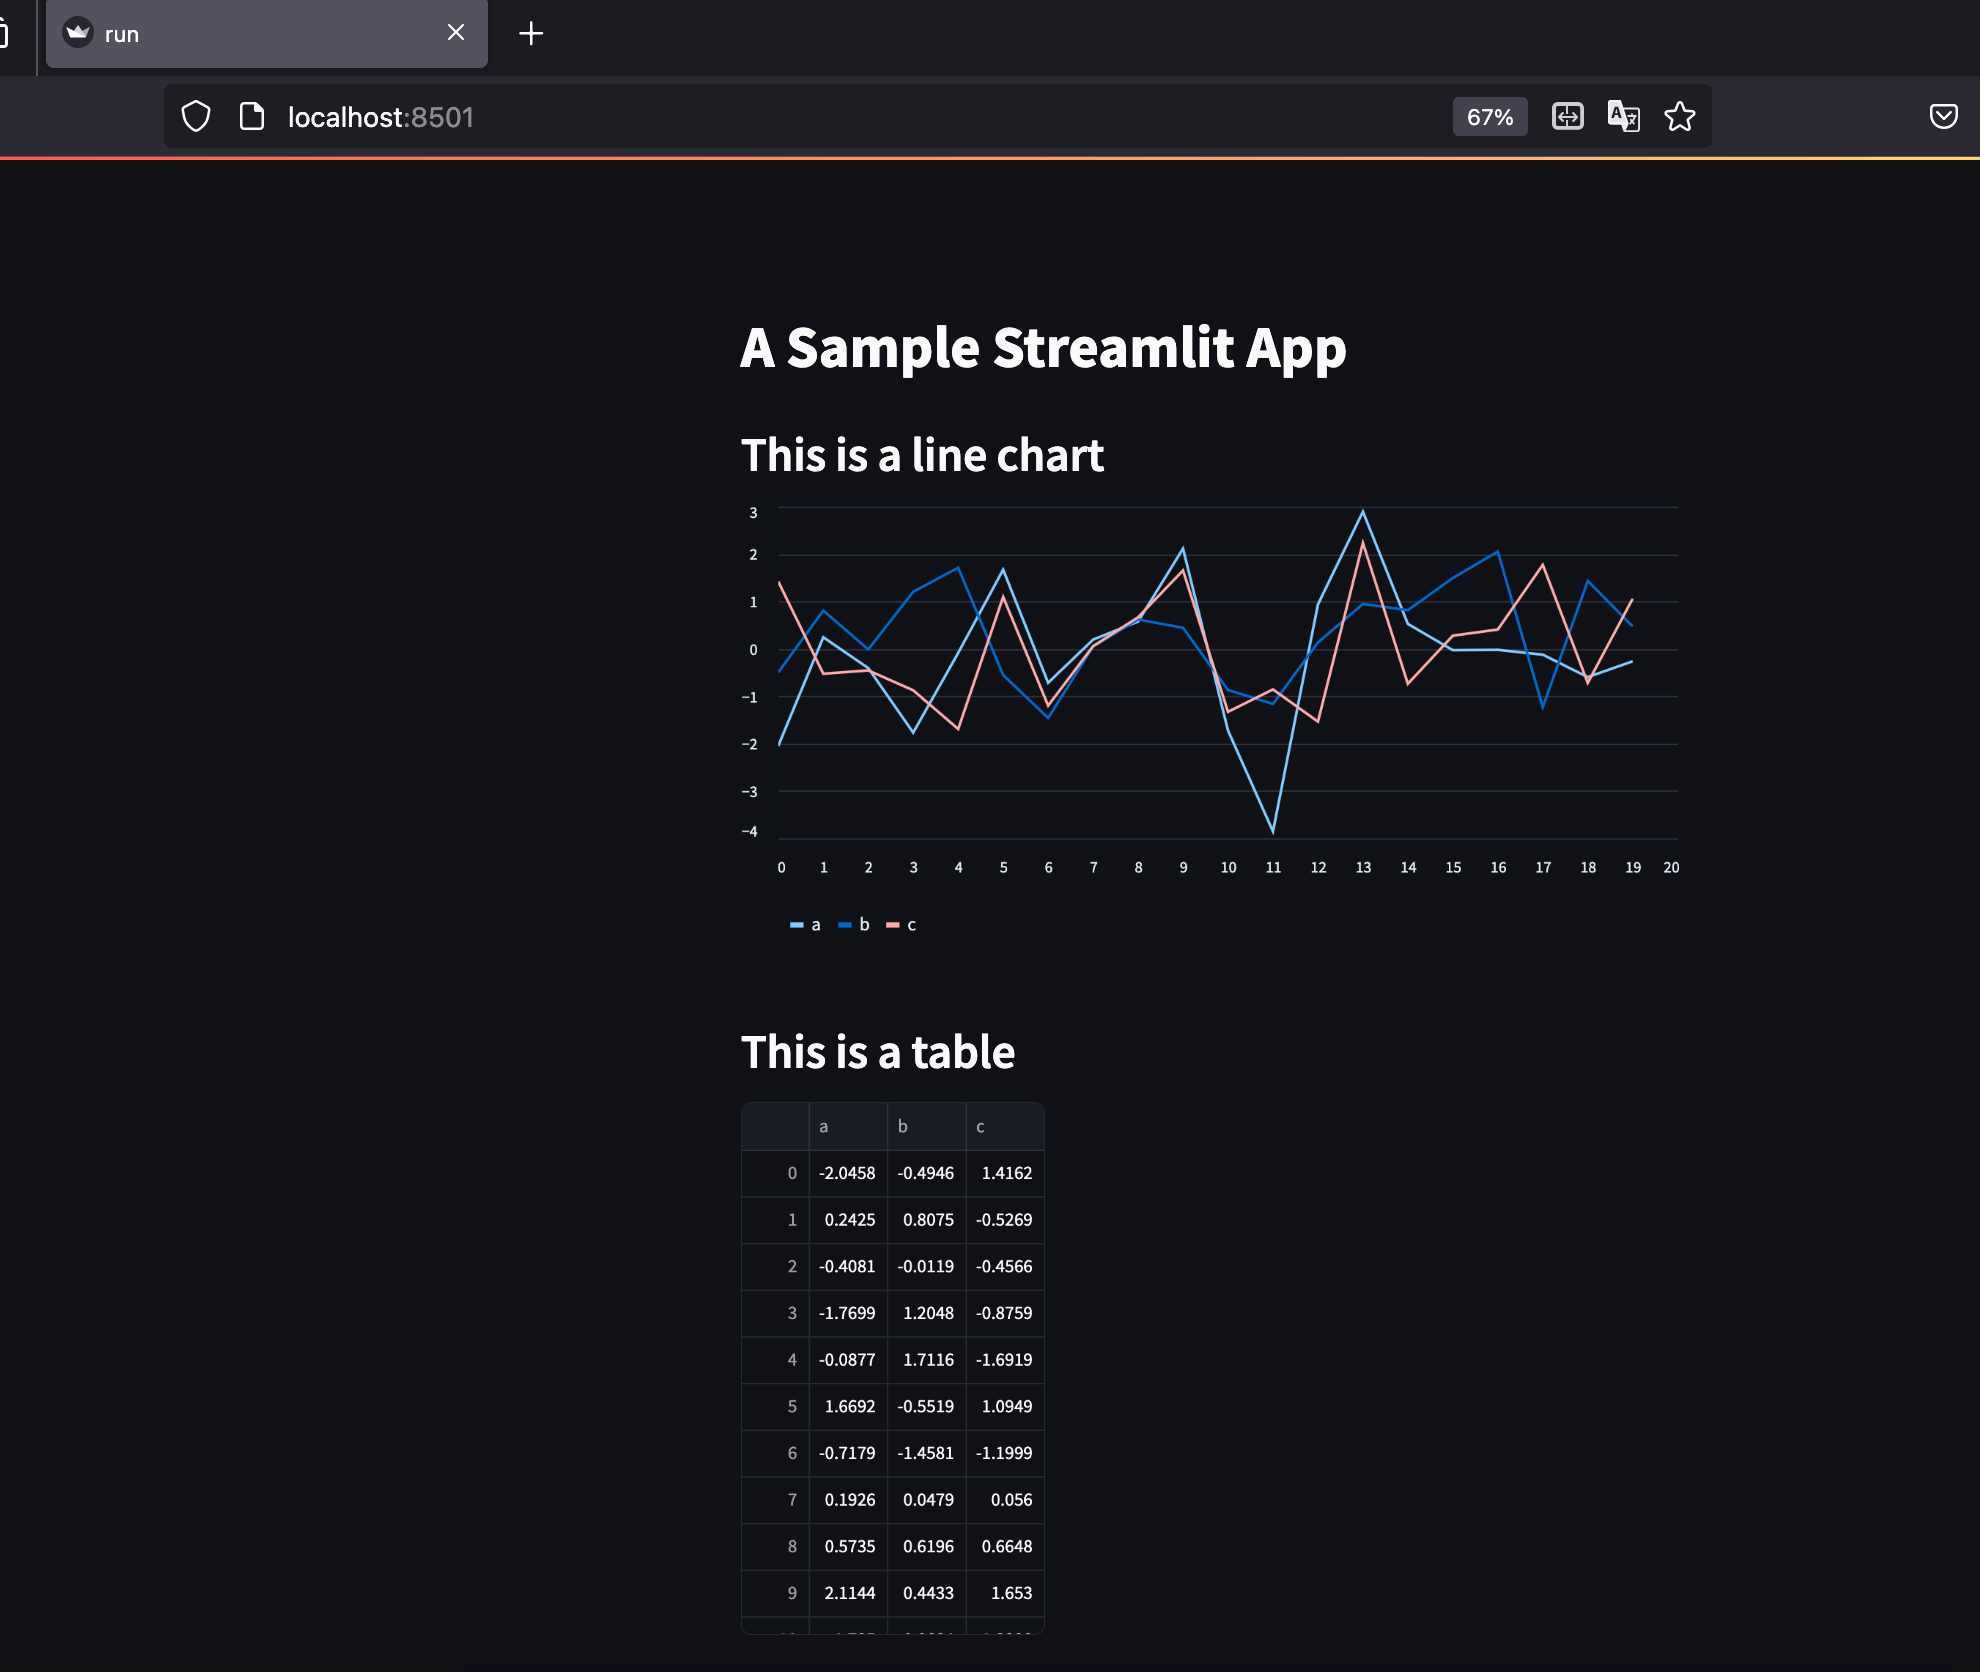 run
localhost:8501
67%
A Sample Streamlit App
This is a line chart
3
2
1
0
−1
−2
−3
−4
0 1 2 3 4 5 6 7 8 9 10 11 12 13 14 15 16 17 18 19 20
a b c
This is a table
a b c
0 -2.0458 -0.4946 1.4162
1 0.2425 0.8075 -0.5269
2 -0.4081 -0.0119 -0.4566
3 -1.7699 1.2048 -0.8759
4 -0.0877 1.7116 -1.6919
5 1.6692 -0.5519 1.0949
6 -0.7179 -1.4581 -1.1999
7 0.1926 0.0479 0.056
8 0.5735 0.6196 0.6648
9 2.1144 0.4433 1.653